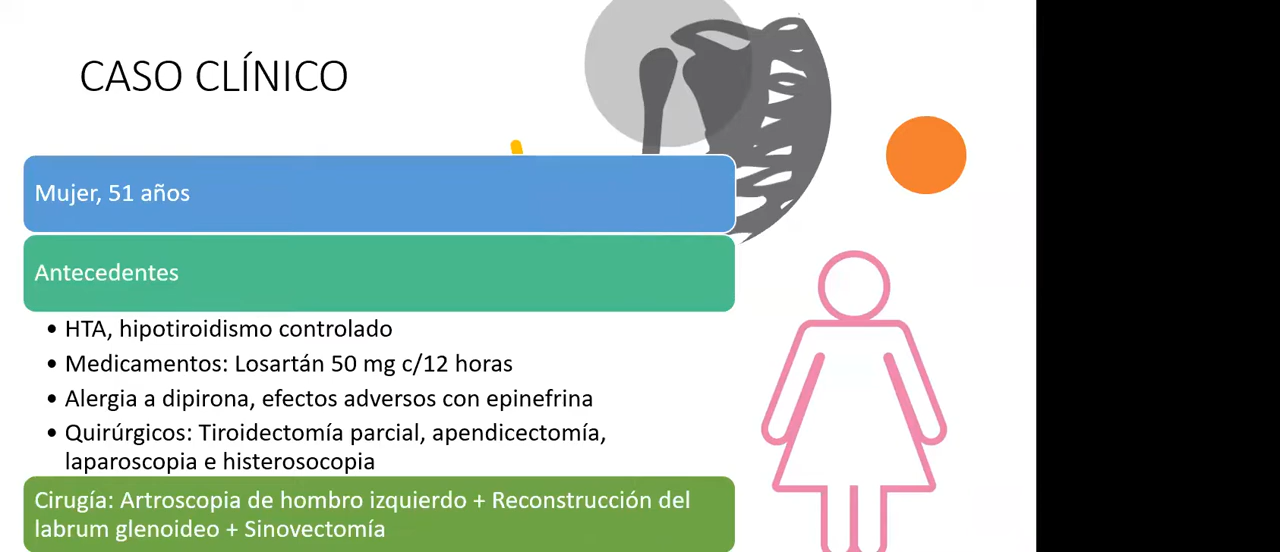 CASO CLÍNICO
Mujer, 51 años
Antecedentes
• HTA, hipotiroidismo controlado
• Medicamentos: Losartán 50 mg c/12 horas
• Alergia a dipirona, efectos adversos con epinefrina
• Quirúrgicos: Tiroidectomía parcial, apendicectomía,
laparoscopia e histerosocopia
Cirugía: Artroscopia de hombro izquierdo + Reconstrucción del
labrum glenoideo + Sinovectomía